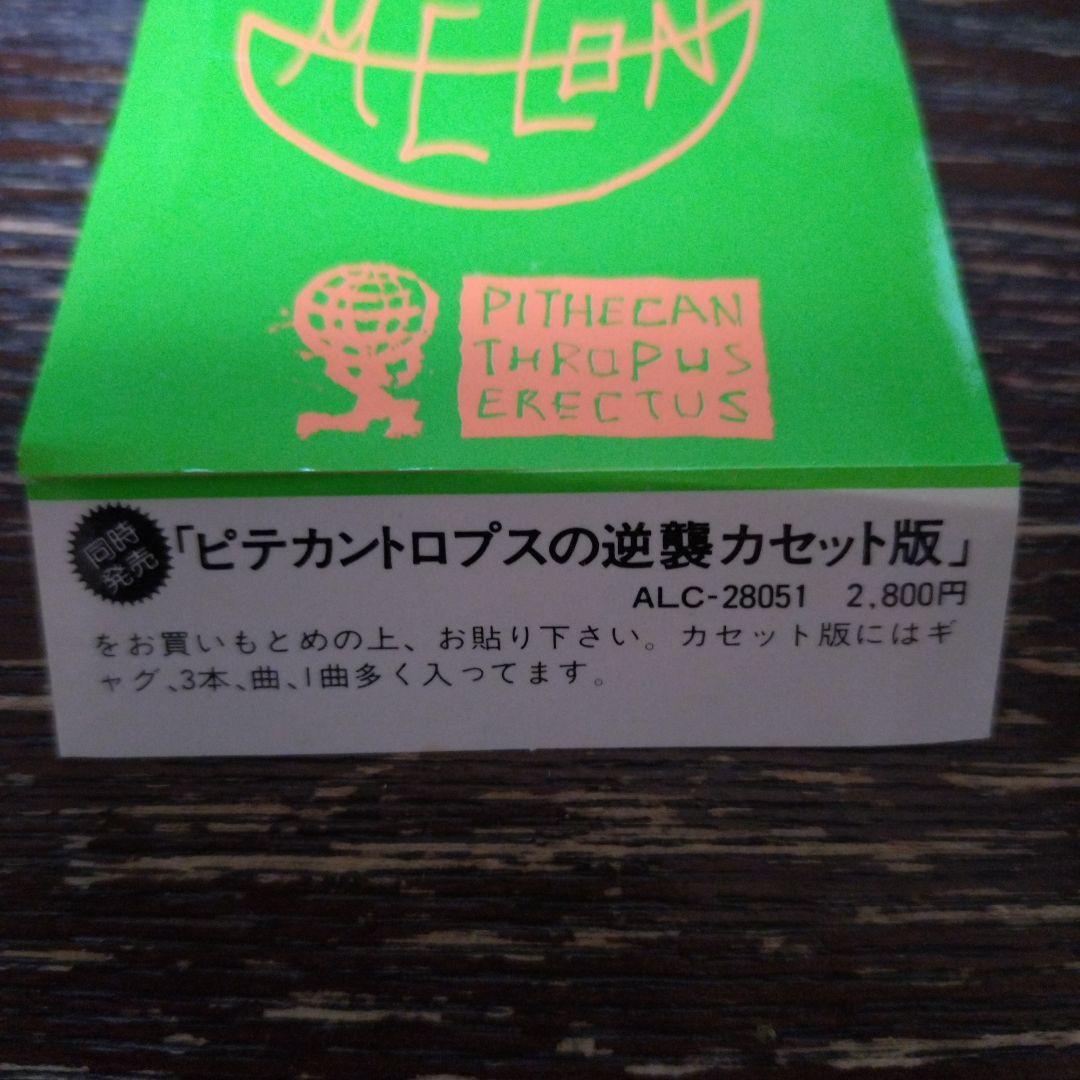 MELON
PITHECAN
THROPUS
ERECTUS
同時
発売
「ピテカントロプスの逆襲カセット版」
ALC-28051 2,800円
をお買いもとめの上、お貼り下さい。カセット版にはギ
ャグ、3本、曲、1曲多く入ってます。